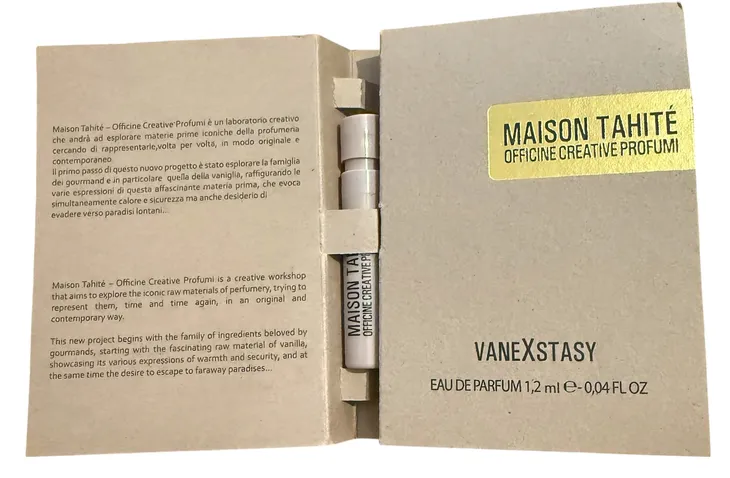 Maison Tahité – Officine Creative Profumi è un laboratorio creativo
che andrà ad esplorare materie prime iconiche della profumeria
cercando di rappresentarle,volta per volta, in modo originale e
contemporaneo
Il primo passo di questo nuovo progetto è stato esplorare la famiglia
dei gourmand e in particolare quella della vaniglia, raffigurando le
varie espressioni di questa affascinante materia prima, che evoca
simultaneamente calore e sicurezza ma anche desiderio di
evadere verso paradisi lontani...
Maison Tahité – Officine Creative Profumi is a creative workshop
that aims to explore the iconic raw materials of perfumery, trying to
represent them, time and time again, in an original and
contemporary way.
This new project begins with the family of ingredients beloved by
gourmands, starting with the fascinating raw material of vanilla,
showcasing its various expressions of warmth and security, and at
the same time the desire to escape to faraway paradises...
MAISON TAH
OFFICINE CREATIVE P
MAISON TAHITÉ
OFFICINE CREATIVE PROFUMI
VANEXSTASY
EAU DE PARFUM 1,2 ml ℮- 0,04 FL OZ